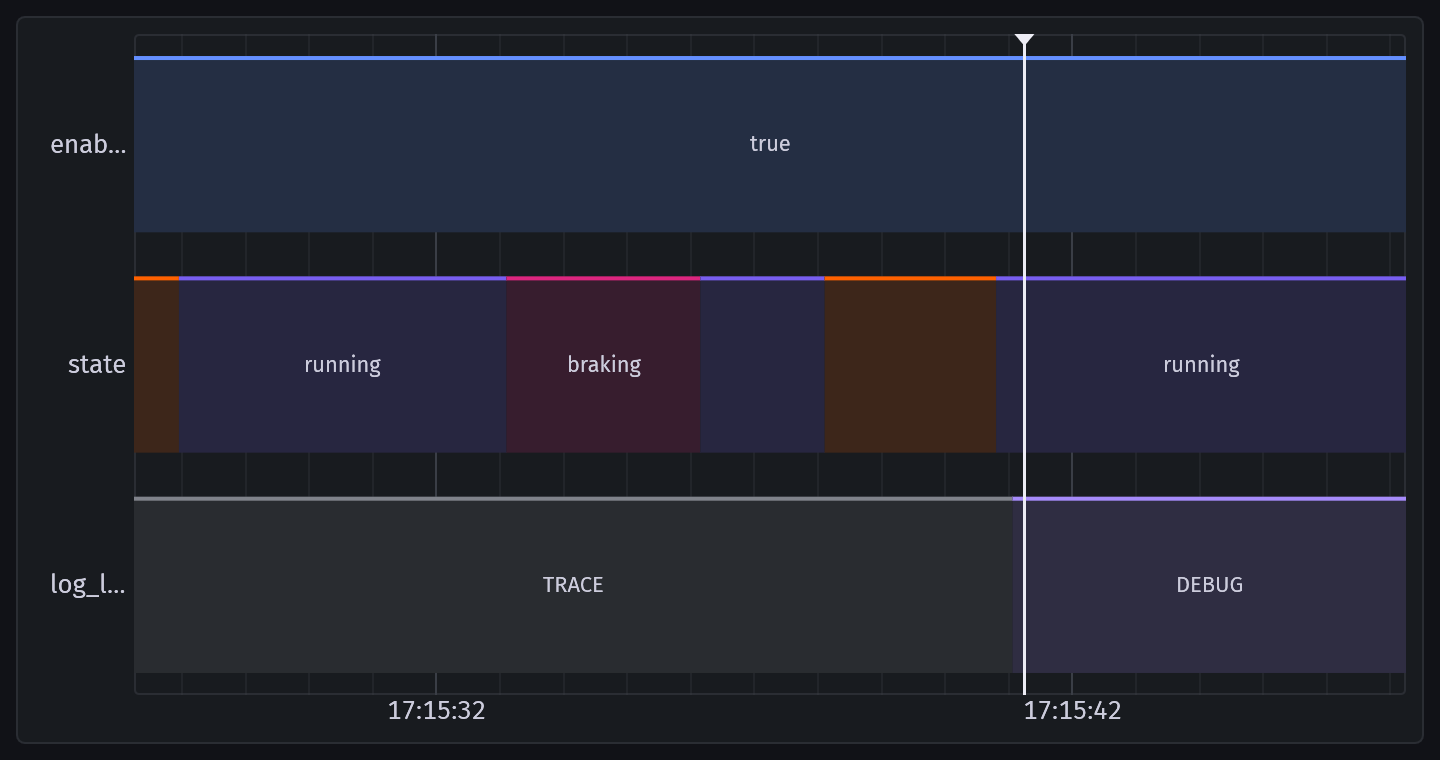 enab...
true
state
running
braking
running
log_l...
TRACE
DEBUG
17:15:32
17:15:42